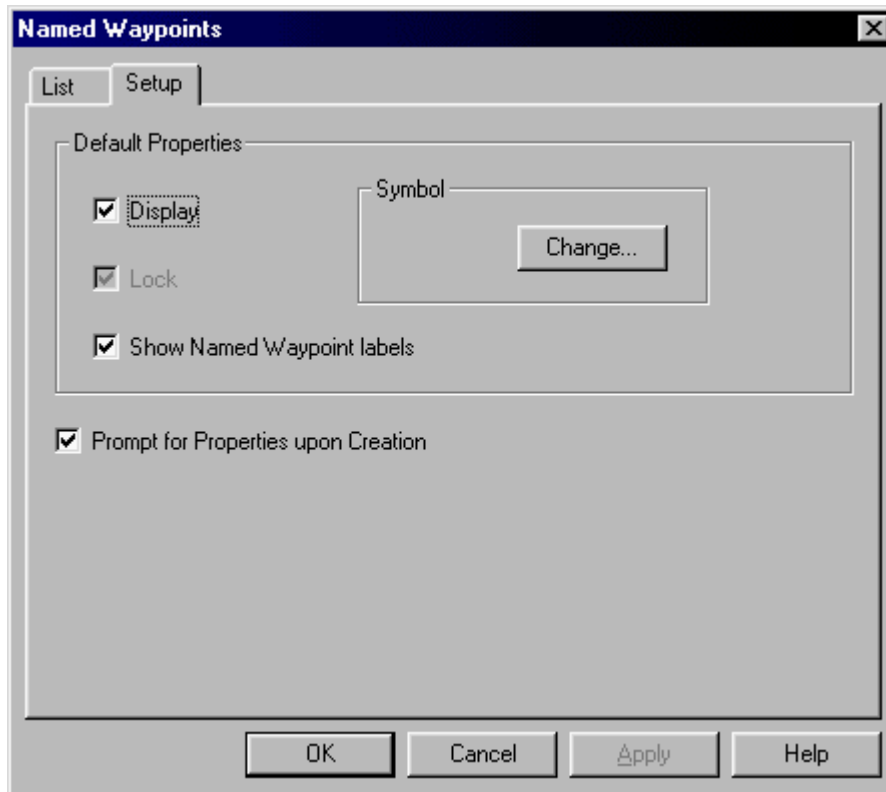 Named Waypoints
List
Setup
Default Properties
Display
Symbol
Change...
Lock
Show Named Waypoint labels
Prompt for Properties upon Creation
OK
Cancel
Apply
Help